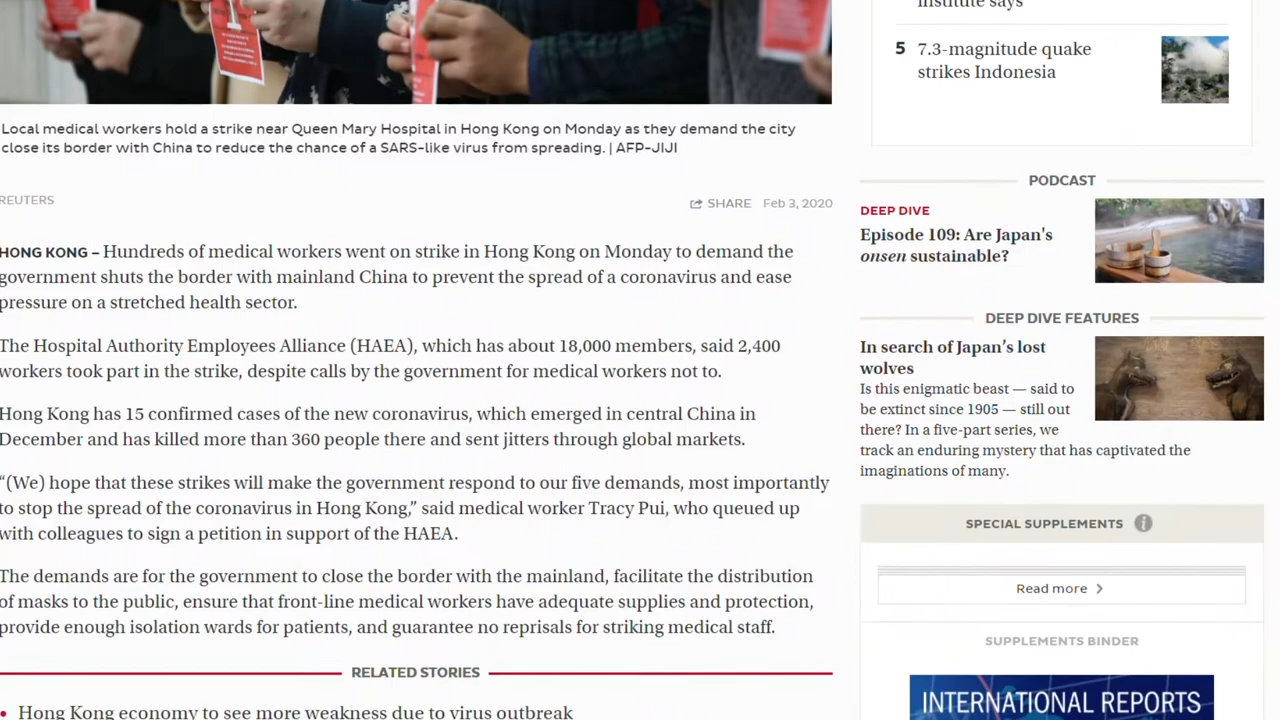 Local medical workers hold a strike near Queen Mary Hospital in Hong Kong on Monday as they demand the city
close its border with China to reduce the chance of a SARS-like virus from spreading. | AFP-JIJI
REUTERS
SHARE Feb 3, 2020
HONG KONG – Hundreds of medical workers went on strike in Hong Kong on Monday to demand the
government shuts the border with mainland China to prevent the spread of a coronavirus and ease
pressure on a stretched health sector.
The Hospital Authority Employees Alliance (HAEA), which has about 18,000 members, said 2,400
workers took part in the strike, despite calls by the government for medical workers not to.
Hong Kong has 15 confirmed cases of the new coronavirus, which emerged in central China in
December and has killed more than 360 people there and sent jitters through global markets.
“(We) hope that these strikes will make the government respond to our five demands, most importantly
to stop the spread of the coronavirus in Hong Kong,” said medical worker Tracy Pui, who queued up
with colleagues to sign a petition in support of the HAEA.
The demands are for the government to close the border with the mainland, facilitate the distribution
of masks to the public, ensure that front-line medical workers have adequate supplies and protection,
provide enough isolation wards for patients, and guarantee no reprisals for striking medical staff.
RELATED STORIES
• Hong Kong economy to see more weakness due to virus outbreak
institute says
5 7.3-magnitude quake
strikes Indonesia
PODCAST
DEEP DIVE
Episode 109: Are Japan's
onsen sustainable?
DEEP DIVE FEATURES
In search of Japan’s lost
wolves
Is this enigmatic beast — said to
be extinct since 1905 — still out
there? In a five-part series, we
track an enduring mystery that has captivated the
imaginations of many.
SPECIAL SUPPLEMENTS i
Read more >
SUPPLEMENTS BINDER
INTERNATIONAL REPORTS